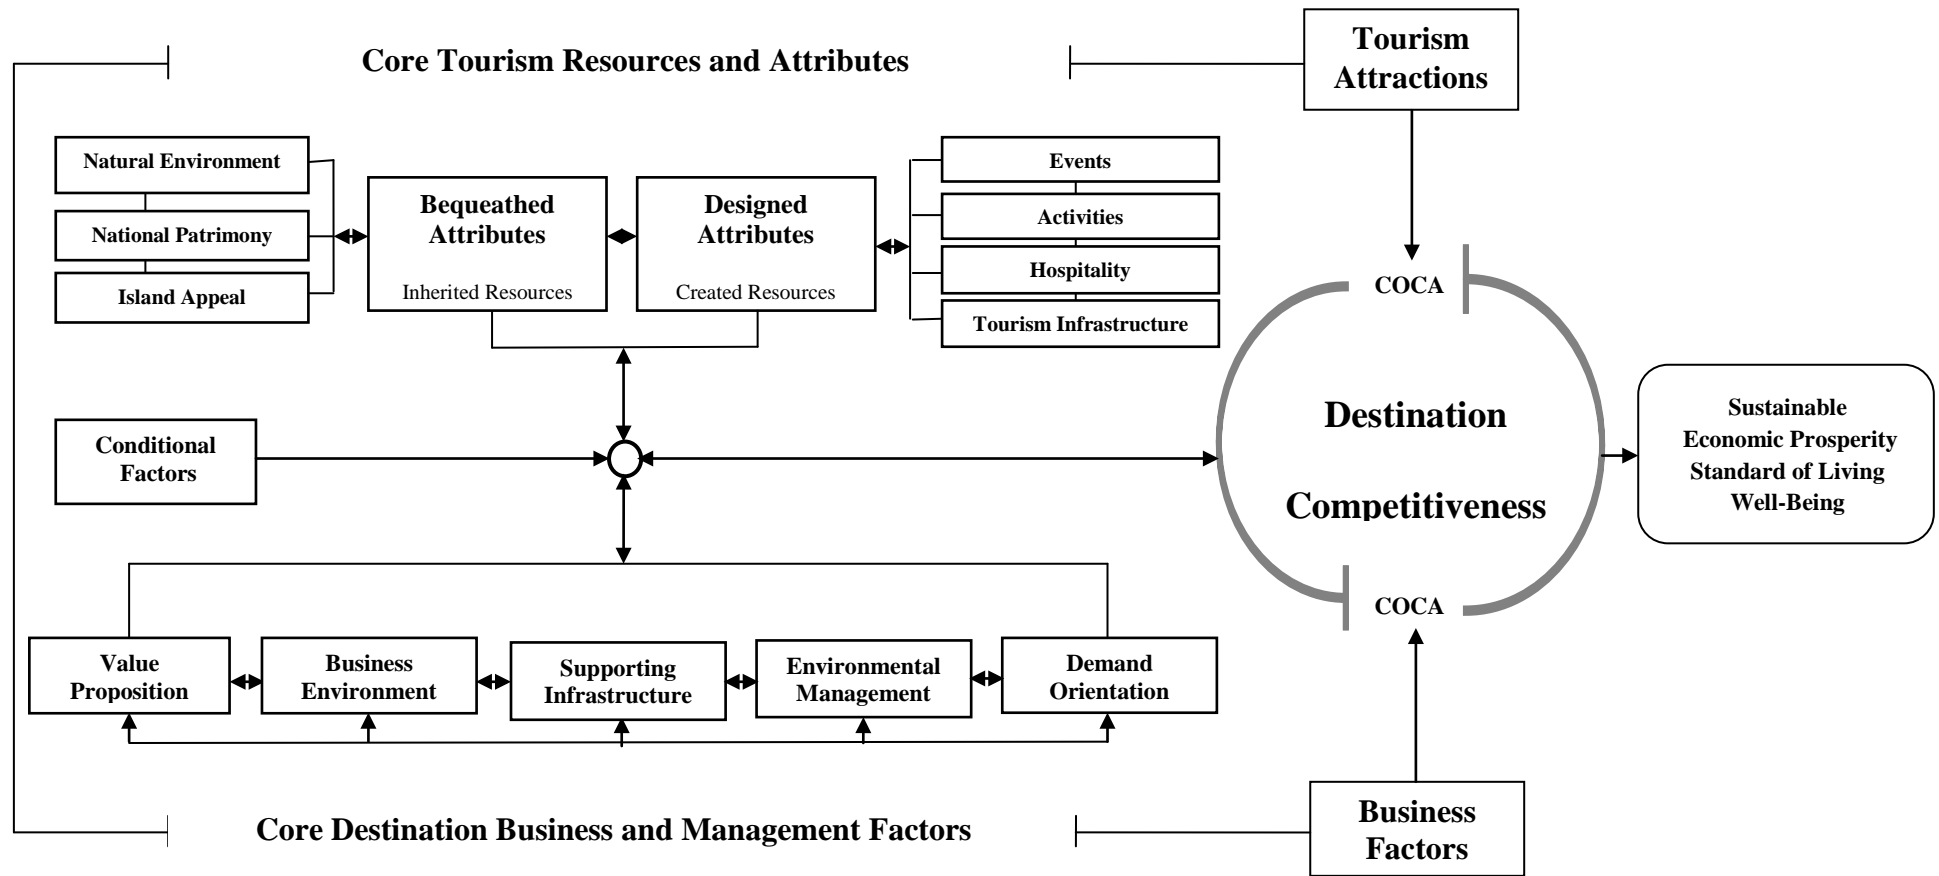 Core Tourism Resources and Attributes
Tourism
Attractions
Natural Environment
National Patrimony
Island Appeal
Bequeathed
Attributes
Inherited Resources
Designed
Attributes
Created Resources
Events
Activities
Hospitality
Tourism Infrastructure
COCA
Conditional
Factors
Destination
Competitiveness
Sustainable
Economic Prosperity
Standard of Living
Well-Being
COCA
Value
Proposition
Business
Environment
Supporting
Infrastructure
Environmental
Management
Demand
Orientation
Core Destination Business and Management Factors
Business
Factors